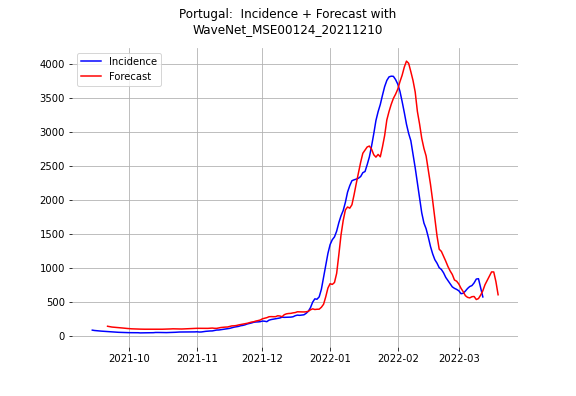 Portugal:  Incidence + Forecast with
WaveNet_MSE00124_20211210
Incidence
Forecast
4000
3500
3000
2500
2000
1500
1000
500
0
2021-10 2021-11 2021-12 2022-01 2022-02 2022-03